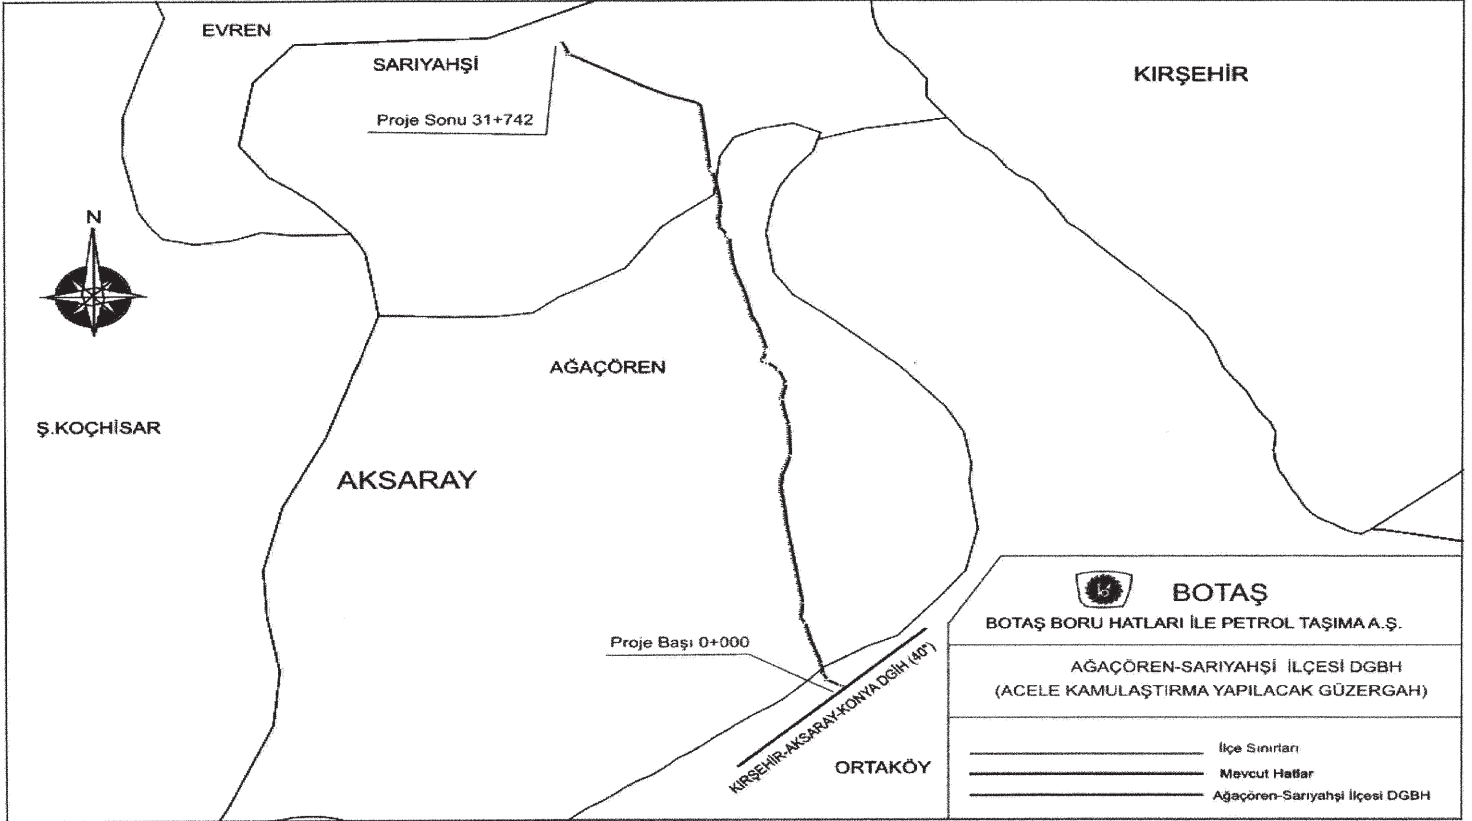 EVREN
SARIYAHŞİ
KIRŞEHİR
Proje Sonu 31+742
N
AĞAÇÖREN
Ş.KOÇHİSAR
AKSARAY
Proje Başı 0+000
KIRŞEHİR-AKSARAY-KONYA DGİH (40")
ORTAKÖY
BOTAŞ
BOTAŞ BORU HATLARI İLE PETROL TAŞIMA A.Ş.
AĞAÇÖREN-SARIYAHŞİ İLÇESİ DGBH
(ACELE KAMULAŞTIRMA YAPILACAK GÜZERGAH)
İlçe Sınırları
Mevcut Hatlar
Ağaçören-Sarıyahşi İlçesi DGBH